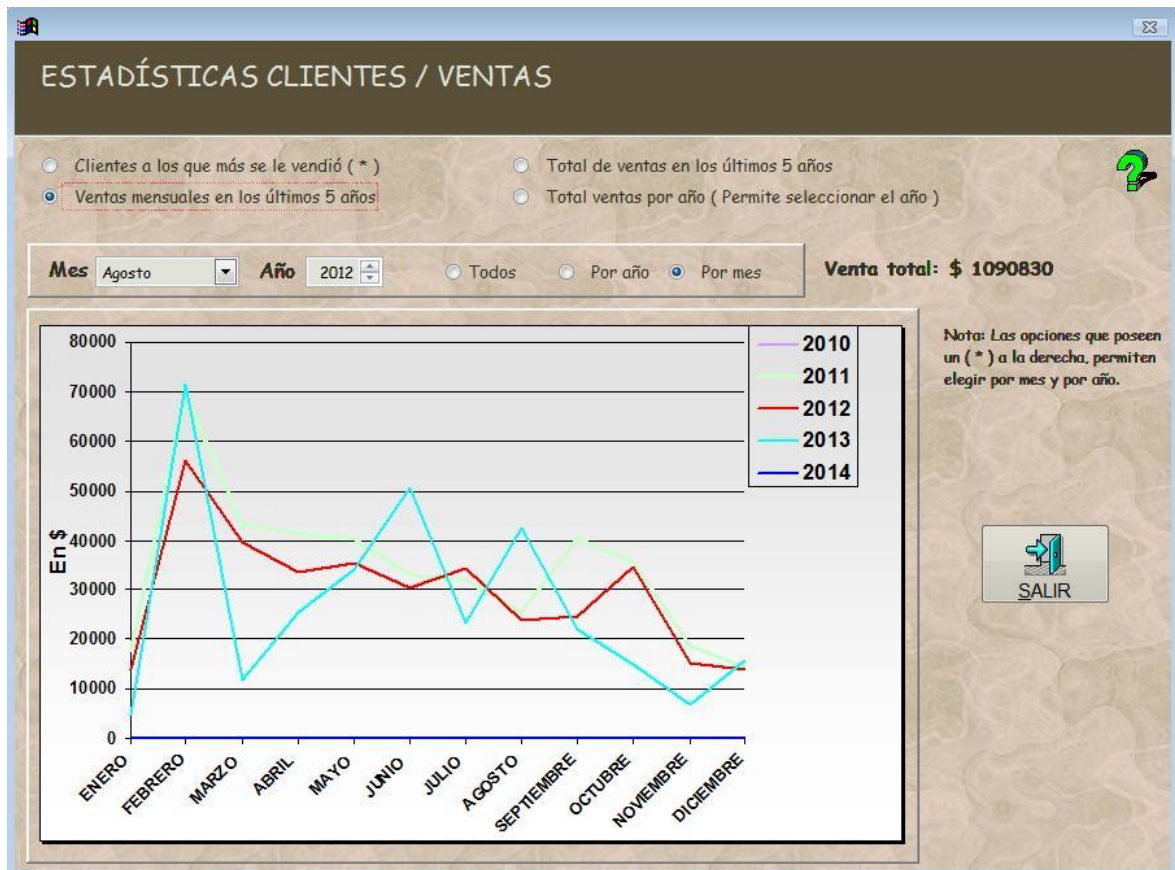 ESTADÍSTICAS CLIENTES / VENTAS
Clientes a los que más se le vendió ( * )
Total de ventas en los últimos 5 años
Ventas mensuales en los últimos 5 años
Total ventas por año ( Permite seleccionar el año )
Mes Agosto Año 2012 Todos Por año Por mes Venta total: $ 1090830
Nota: Las opciones que poseen
un ( * ) a la derecha, permiten
elegir por mes y por año.
80000
70000
60000
50000
40000
30000
20000
10000
0
En $
2010
2011
2012
2013
2014
ENERO
FEBRERO
MARZO
ABRIL
MAYO
JUNIO
JULIO
AGOSTO
SEPTIEMBRE
OCTUBRE
NOVIEMBRE
DICIEMBRE
SALIR